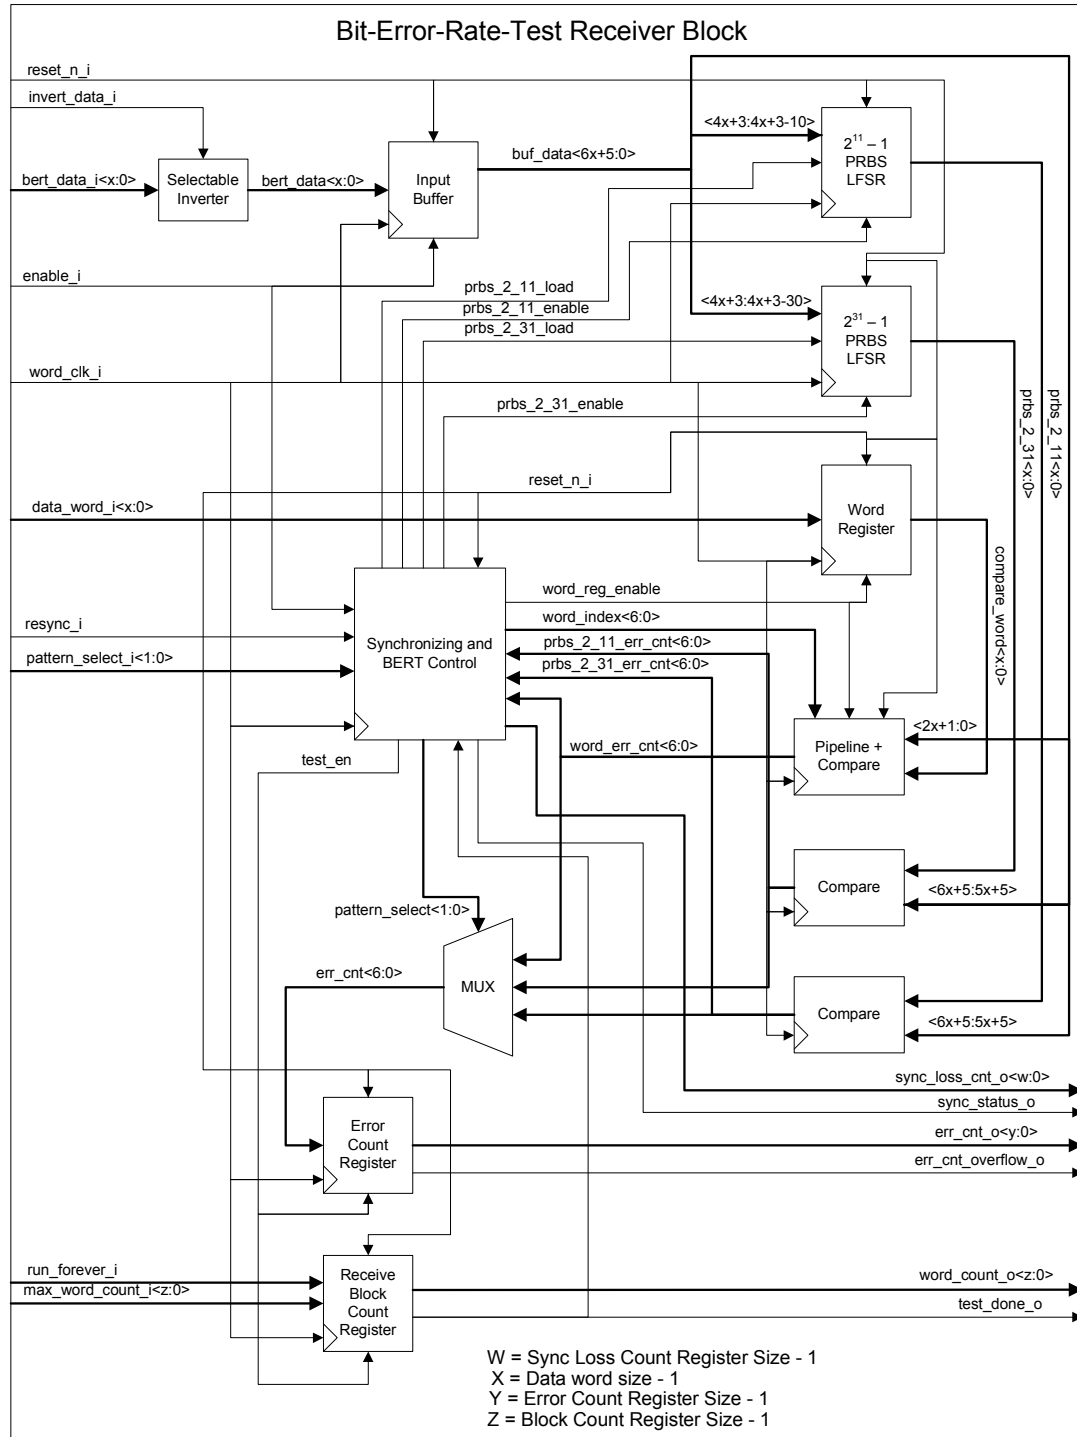 Bit-Error-Rate-Test Receiver Block
reset_n_i
invert_data_i
bert_data_i<x:0>
Selectable
Inverter
bert_data<x:0>
Input
Buffer
buf_data<6x+5:0>
<4x+3:4x+3-10>
2^11 – 1
PRBS
LFSR
enable_i
prbs_2_11_load
prbs_2_11_enable
prbs_2_31_load
<4x+3:4x+3-30>
2^31 – 1
PRBS
LFSR
word_clk_i
prbs_2_31_enable
prbs_2_31<x:0>
prbs_2_11<x:0>
reset_n_i
data_word_i<x:0>
Word
Register
compare_word<x:0>
word_reg_enable
word_index<6:0>
resync_i
Synchronizing and
BERT Control
prbs_2_11_err_cnt<6:0>
pattern_select_i<1:0>
prbs_2_31_err_cnt<6:0>
<2x+1:0>
word_err_cnt<6:0>
Pipeline +
Compare
test_en
Compare
<6x+5:5x+5>
pattern_select<1:0>
err_cnt<6:0>
MUX
Compare
<6x+5:5x+5>
sync_loss_cnt_o<w:0>
sync_status_o
Error
Count
Register
err_cnt_o<y:0>
err_cnt_overflow_o
run_forever_i
max_word_count_i<z:0>
Receive
Block
Count
Register
word_count_o<z:0>
test_done_o
W = Sync Loss Count Register Size - 1
X = Data word size - 1
Y = Error Count Register Size - 1
Z = Block Count Register Size - 1